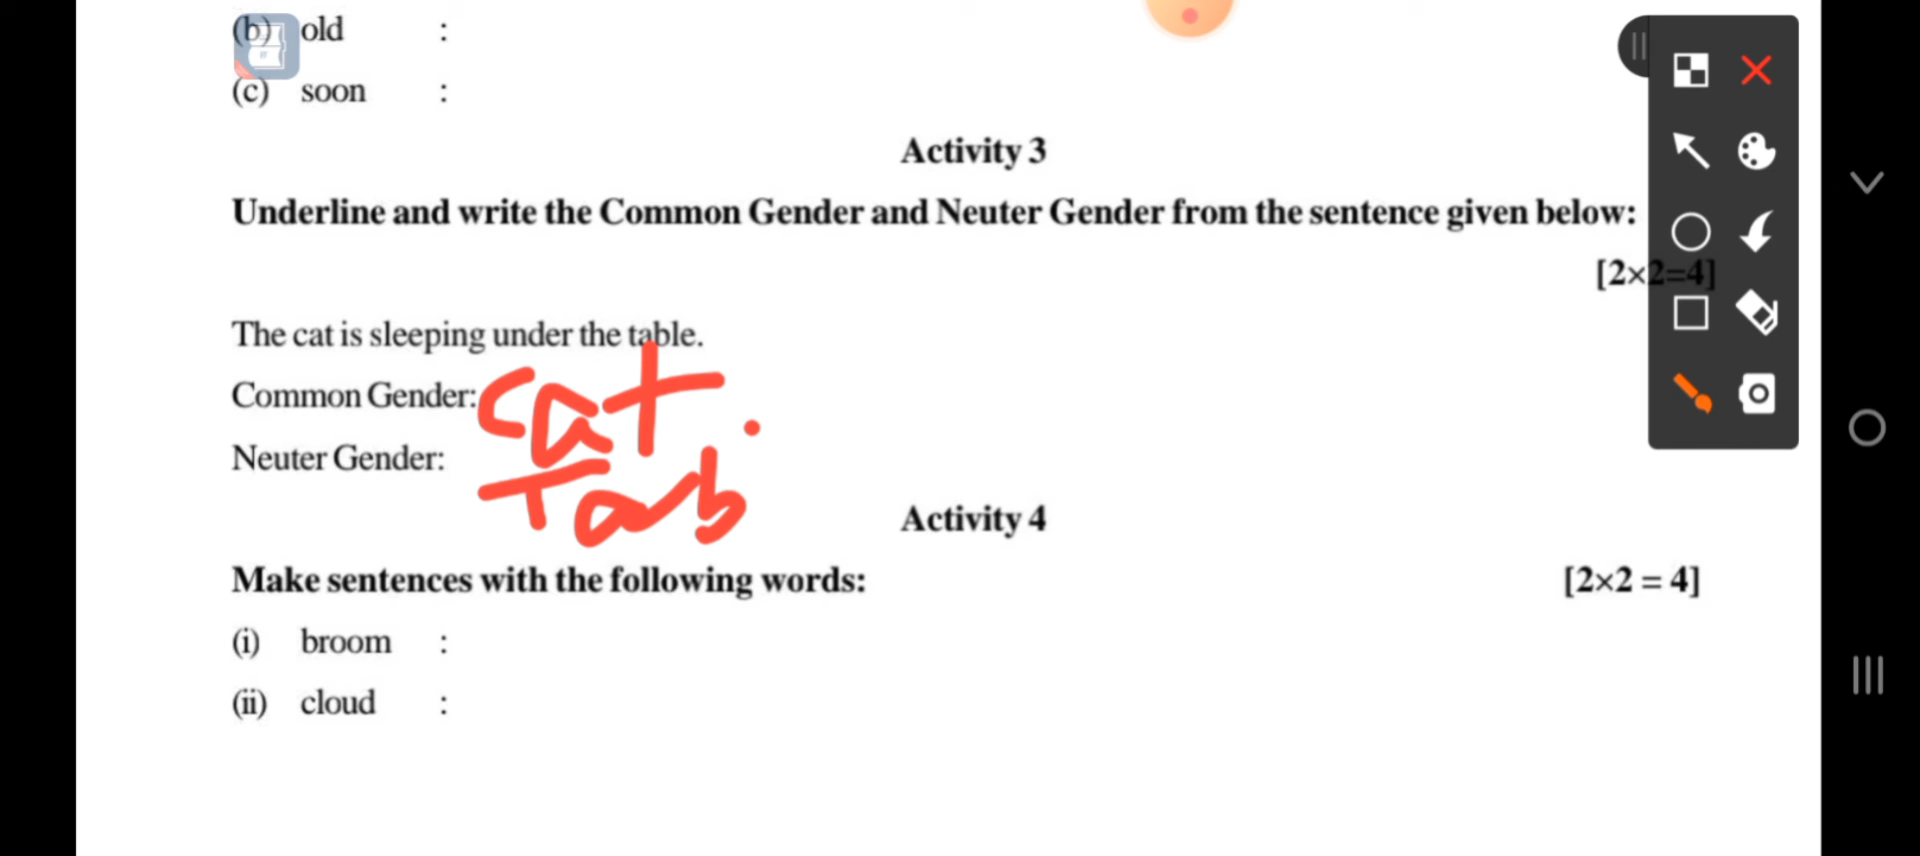 (b) old :
(c) soon :
Activity 3
Underline and write the Common Gender and Neuter Gender from the sentence given below:
[2×2=4]
The cat is sleeping under the table.
Common Gender: cat.
Neuter Gender: Tab
Activity 4
Make sentences with the following words: [2×2 = 4]
(i) broom :
(ii) cloud :